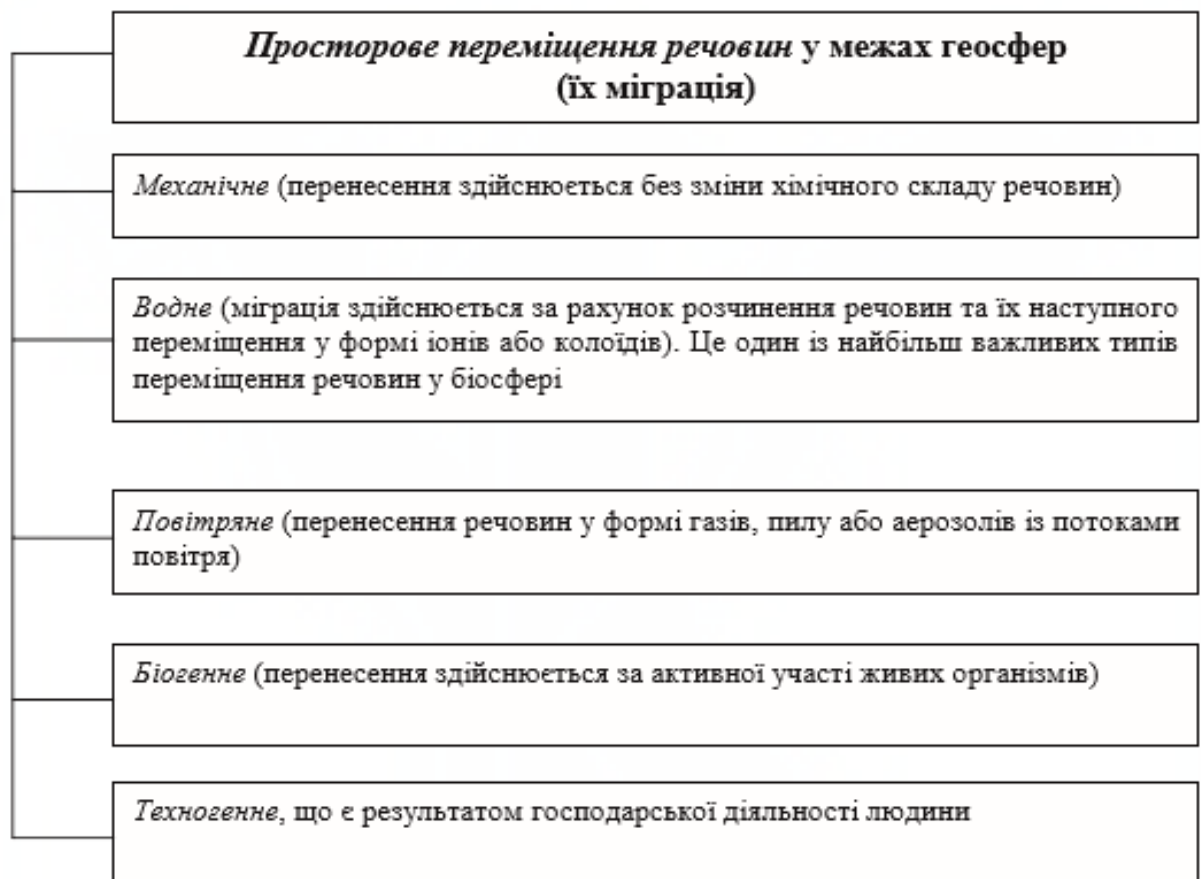 Просторове переміщення речовин у межах геосфер
(їх міграція)
Механічне (перенесення здійснюється без зміни хімічного складу речовин)
Водне (міграція здійснюється за рахунок розчинення речовин та їх наступного
переміщення у формі іонів або колоїдів). Це один із найбільш важливих типів
переміщення речовин у біосфері
Повітряне (перенесення речовин у формі газів, пилу або аерозолів із потоками
повітря)
Біогенне (перенесення здійснюється за активної участі живих організмів)
Техногенне, що є результатом господарської діяльності людини